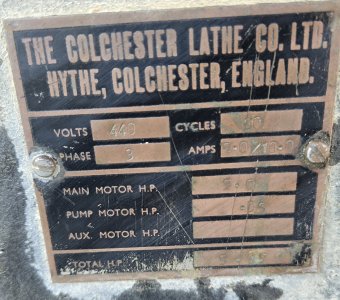 THE COLCHESTER LATHE CO. LTD.
HYTHE, COLCHESTER, ENGLAND.
VOLTS 440 CYCLES
PHASE 3 AMPS
MAIN MOTOR H.P.
PUMP MOTOR H.P.
AUX. MOTOR H.P.
TOTAL H.P.